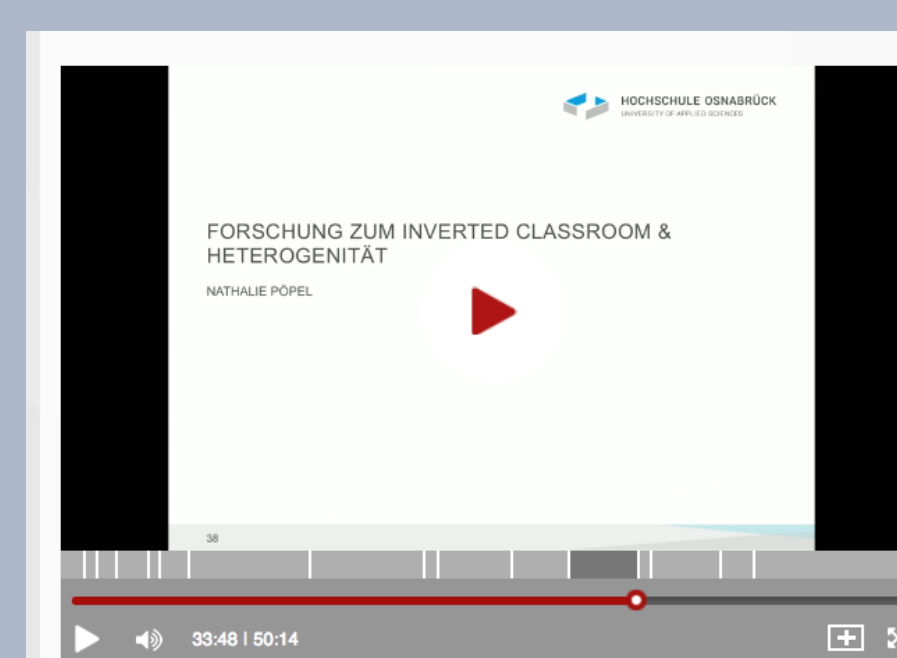 HOCHSCHULE OSNABRÜCK
UNIVERSITY OF APPLIED SCIENCES
FORSCHUNG ZUM INVERTED CLASSROOM &
HETEROGENITÄT
NATHALIE PÖPEL
38
33:48 | 50:14